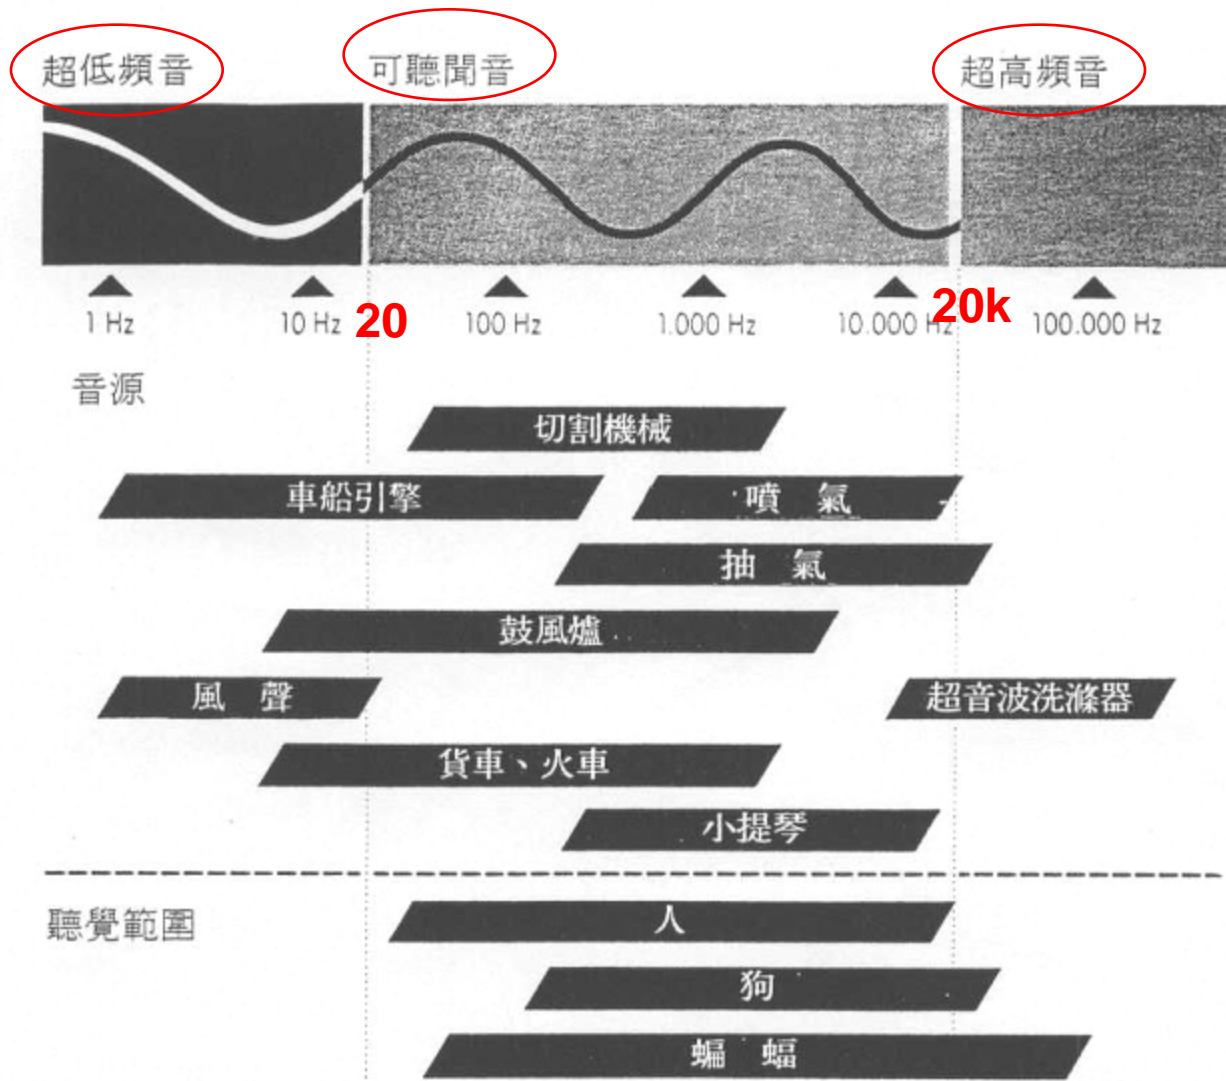 超低頻音 可聽聞音 超高頻音
1 Hz 10 Hz 20 100 Hz 1.000 Hz 10.000 Hz 20k 100.000 Hz
音源
切割機械
車船引擎 噴 氣
抽 氣
鼓風爐
風 聲 超音波洗滌器
貨車、火車
小提琴
聽覺範圍
人
狗
蝙 蝠